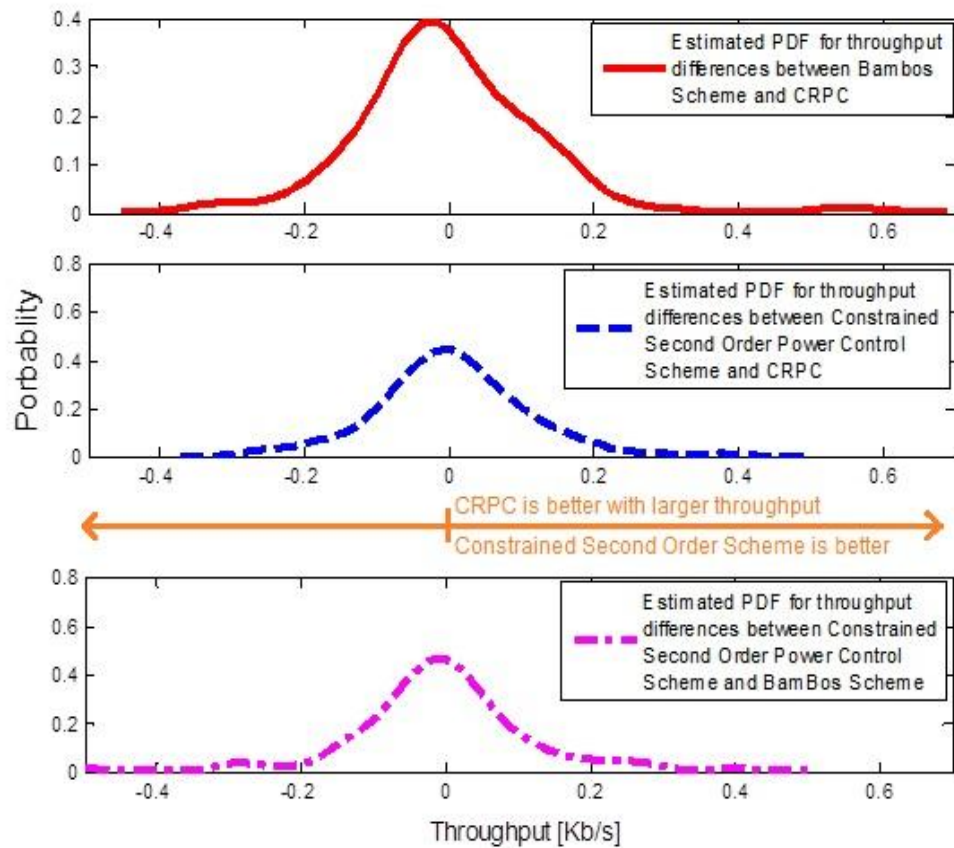 0.4
0.3
0.2
0.1
0
-0.4 -0.2 0 0.2 0.4 0.6
Estimated PDF for throughput
differences between Bambos
Scheme and CRPC
Porbablity
0.8
0.6
0.4
0.2
0
-0.4 -0.2 0 0.2 0.4 0.6
Estimated PDF for throughput
differences between Constrained
Second Order Power Control
Scheme and CRPC
CRPC is better with larger throughput
Constrained Second Order Scheme is better
0.8
0.6
0.4
0.2
0
-0.4 -0.2 0 0.2 0.4 0.6
Estimated PDF for throughput
differences between Constrained
Second Order Power Control
Scheme and BamBos Scheme
Throughput [Kb/s]